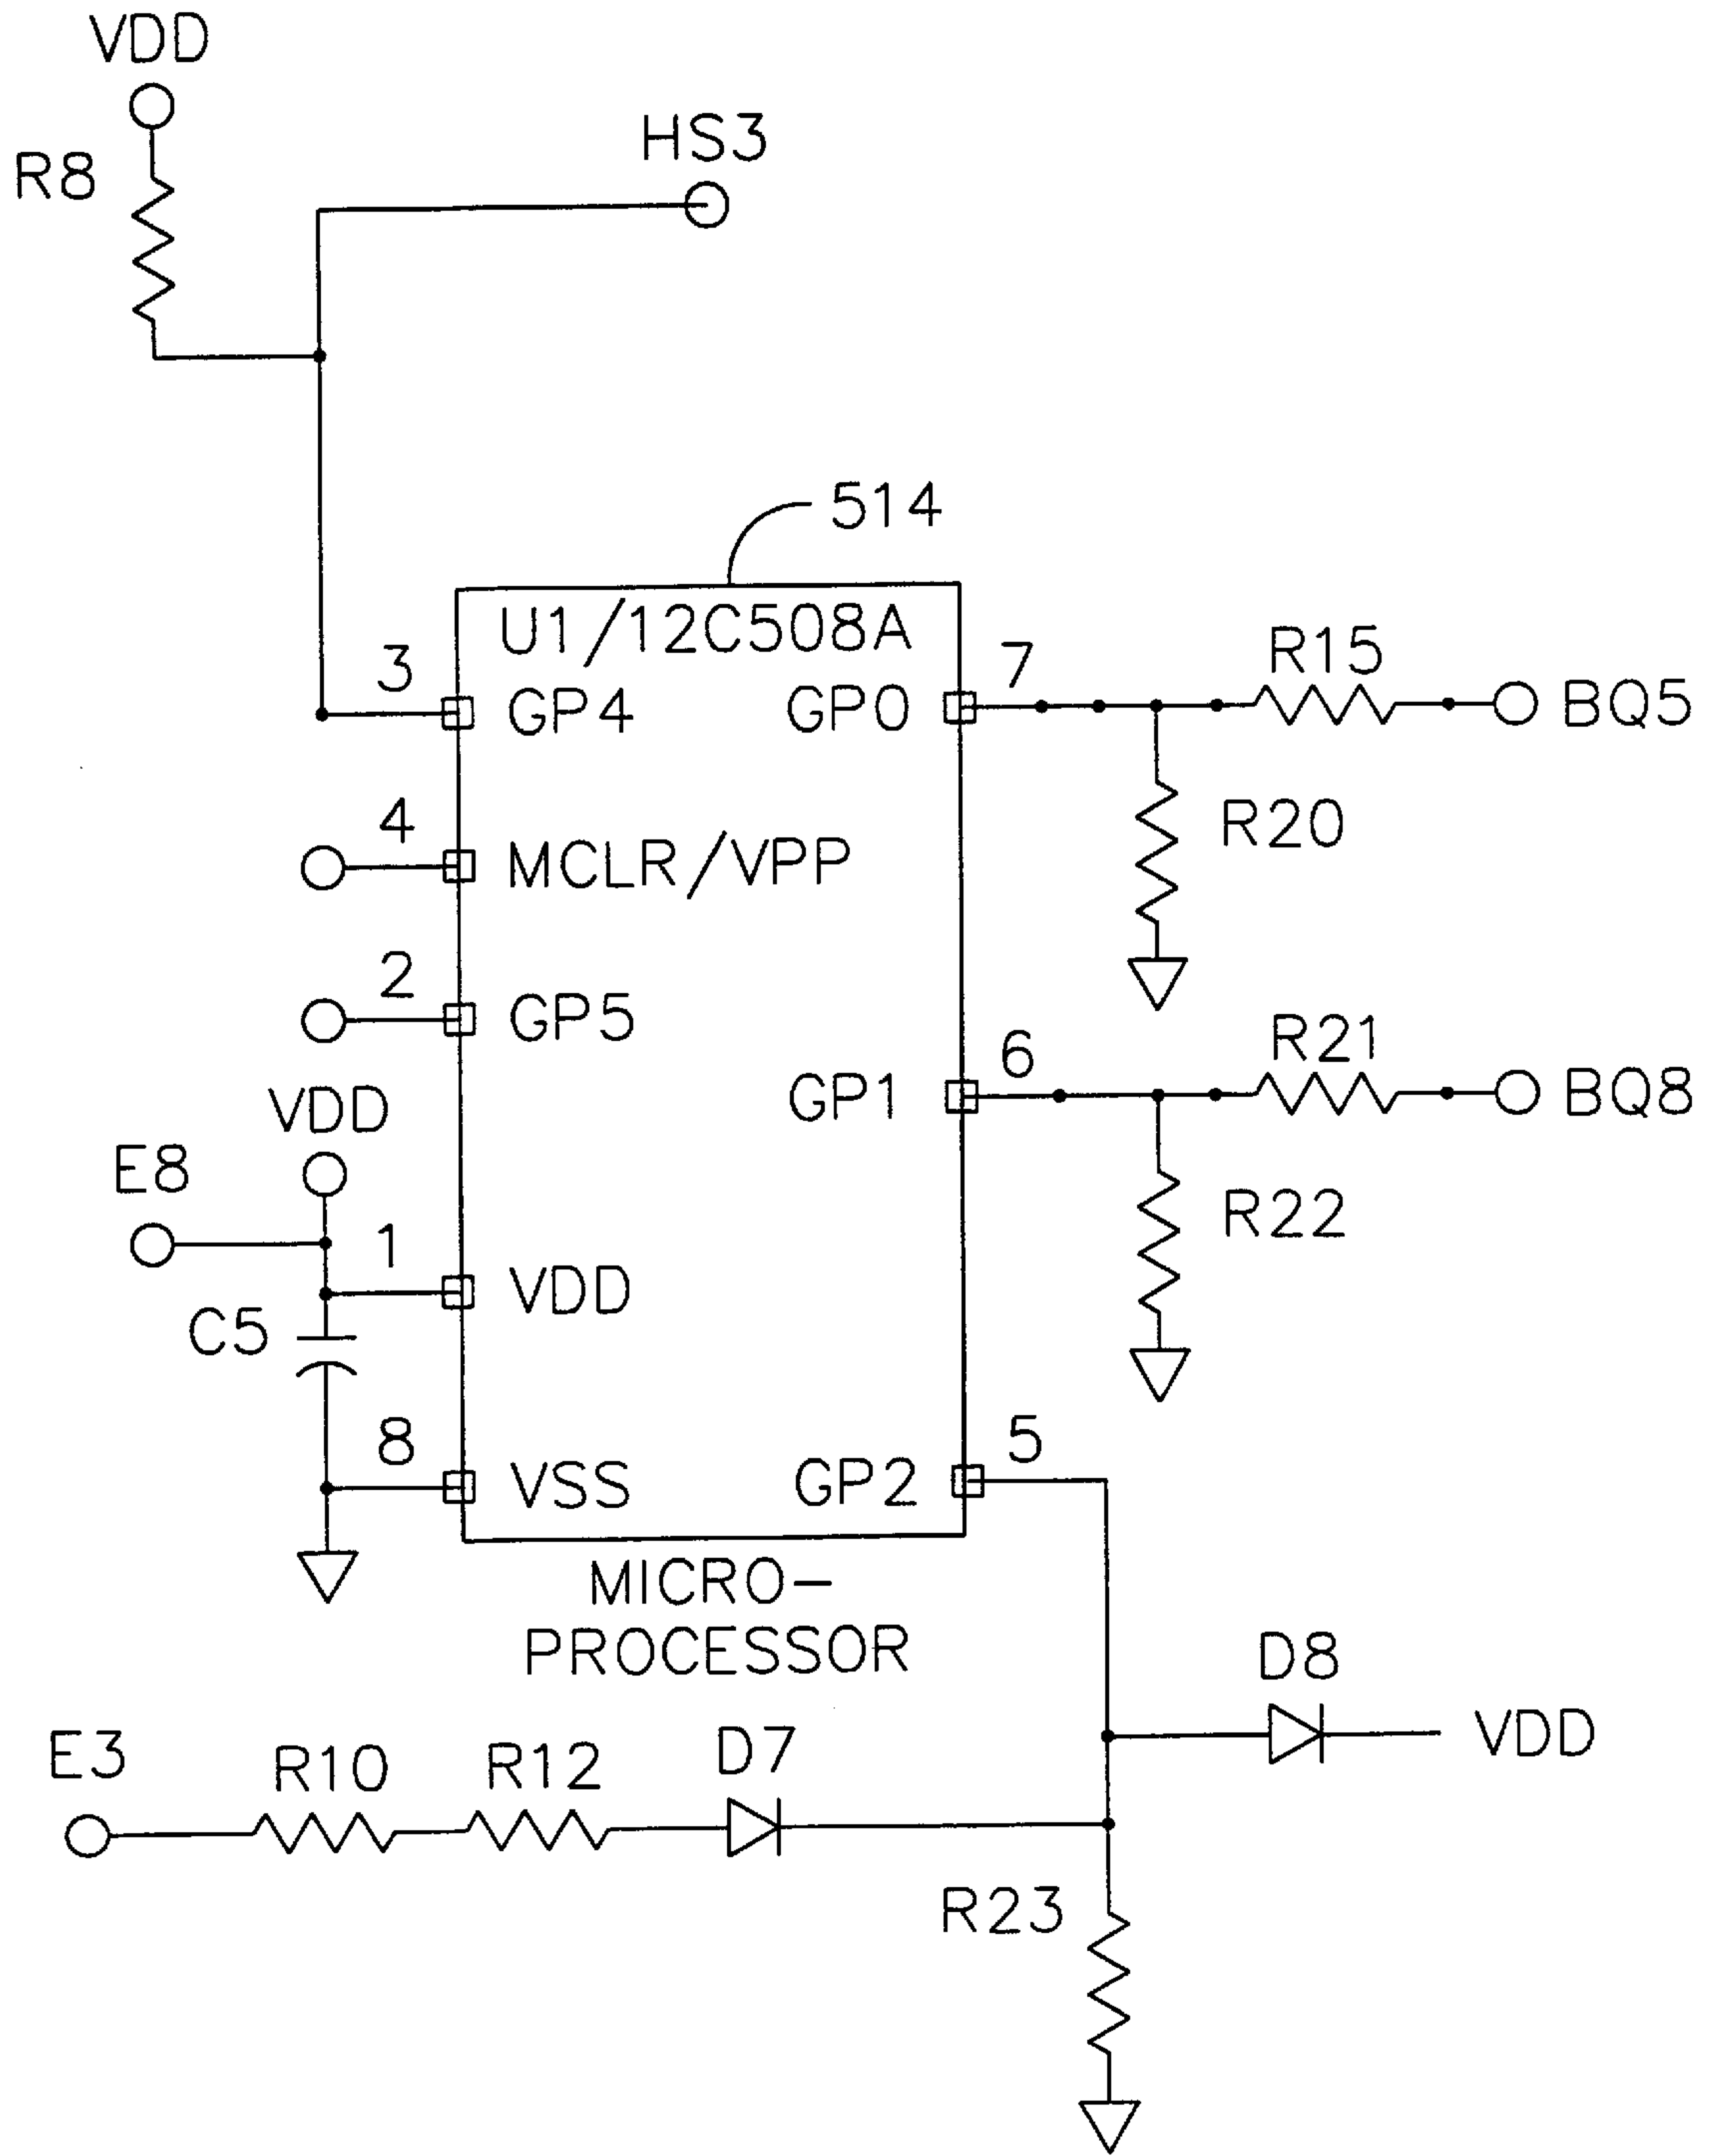 VDD
R8
HS3
514
U1/12C508A
3
GP4
GP0
7
R15
BQ5
R20
4
MCLR/VPP
2
GP5
GP1
6
R21
BQ8
R22
VDD
E8
1
VDD
C5
8
VSS
GP2
5
MICRO-
PROCESSOR
D8
VDD
E3
R10
R12
D7
R23